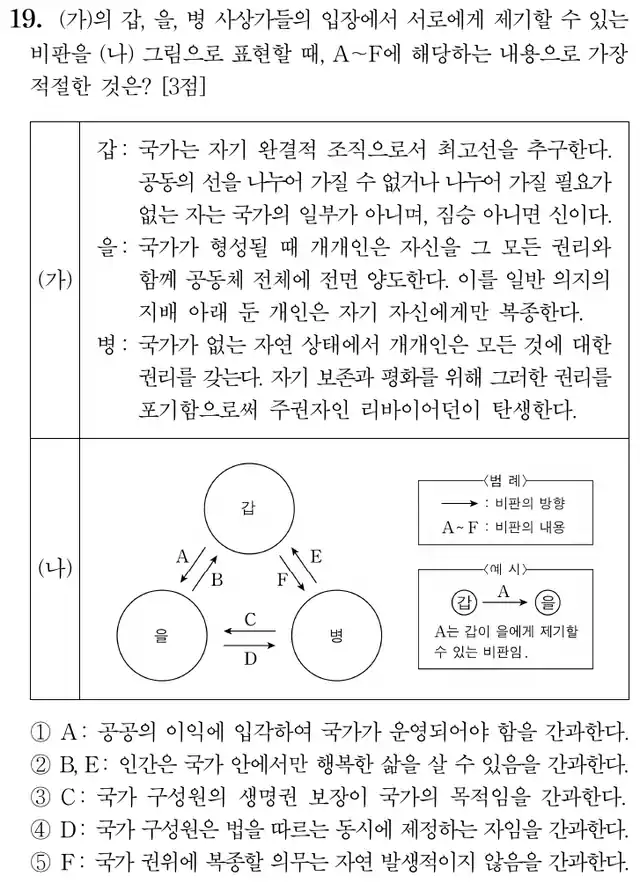 19. (가)의 갑, 을, 병 사상가들의 입장에서 서로에게 제기할 수 있는
비판을 (나) 그림으로 표현할 때, A~F에 해당하는 내용으로 가장
적절한 것은? [3점]
(가)
갑: 국가는 자기 완결적 조직으로서 최고선을 추구한다.
공동의 선을 나누어 가질 수 없거나 나누어 가질 필요가
없는 자는 국가의 일부가 아니며, 짐승 아니면 신이다.
을: 국가가 형성될 때 개개인은 자신을 그 모든 권리와
함께 공동체 전체에 전면 양도한다. 이를 일반 의지의
지배 아래 둔 개인은 자기 자신에게만 복종한다.
병: 국가가 없는 자연 상태에서 개개인은 모든 것에 대한
권리를 갖는다. 자기 보존과 평화를 위해 그러한 권리를
포기함으로써 주권자인 리바이어던이 탄생한다.
(나)
갑
A
B
F
E
을
C
D
병
<범 례>
: 비판의 방향
A~F : 비판의 내용
<예 시>
갑 A 을
A는 갑이 을에게 제기할
수 있는 비판임.
① A: 공공의 이익에 입각하여 국가가 운영되어야 함을 간과한다.
② B, E: 인간은 국가 안에서만 행복한 삶을 살 수 있음을 간과한다.
③ C: 국가 구성원의 생명권 보장이 국가의 목적임을 간과한다.
④ D: 국가 구성원은 법을 따르는 동시에 제정하는 자임을 간과한다.
⑤ F: 국가 권위에 복종할 의무는 자연 발생적이지 않음을 간과한다.